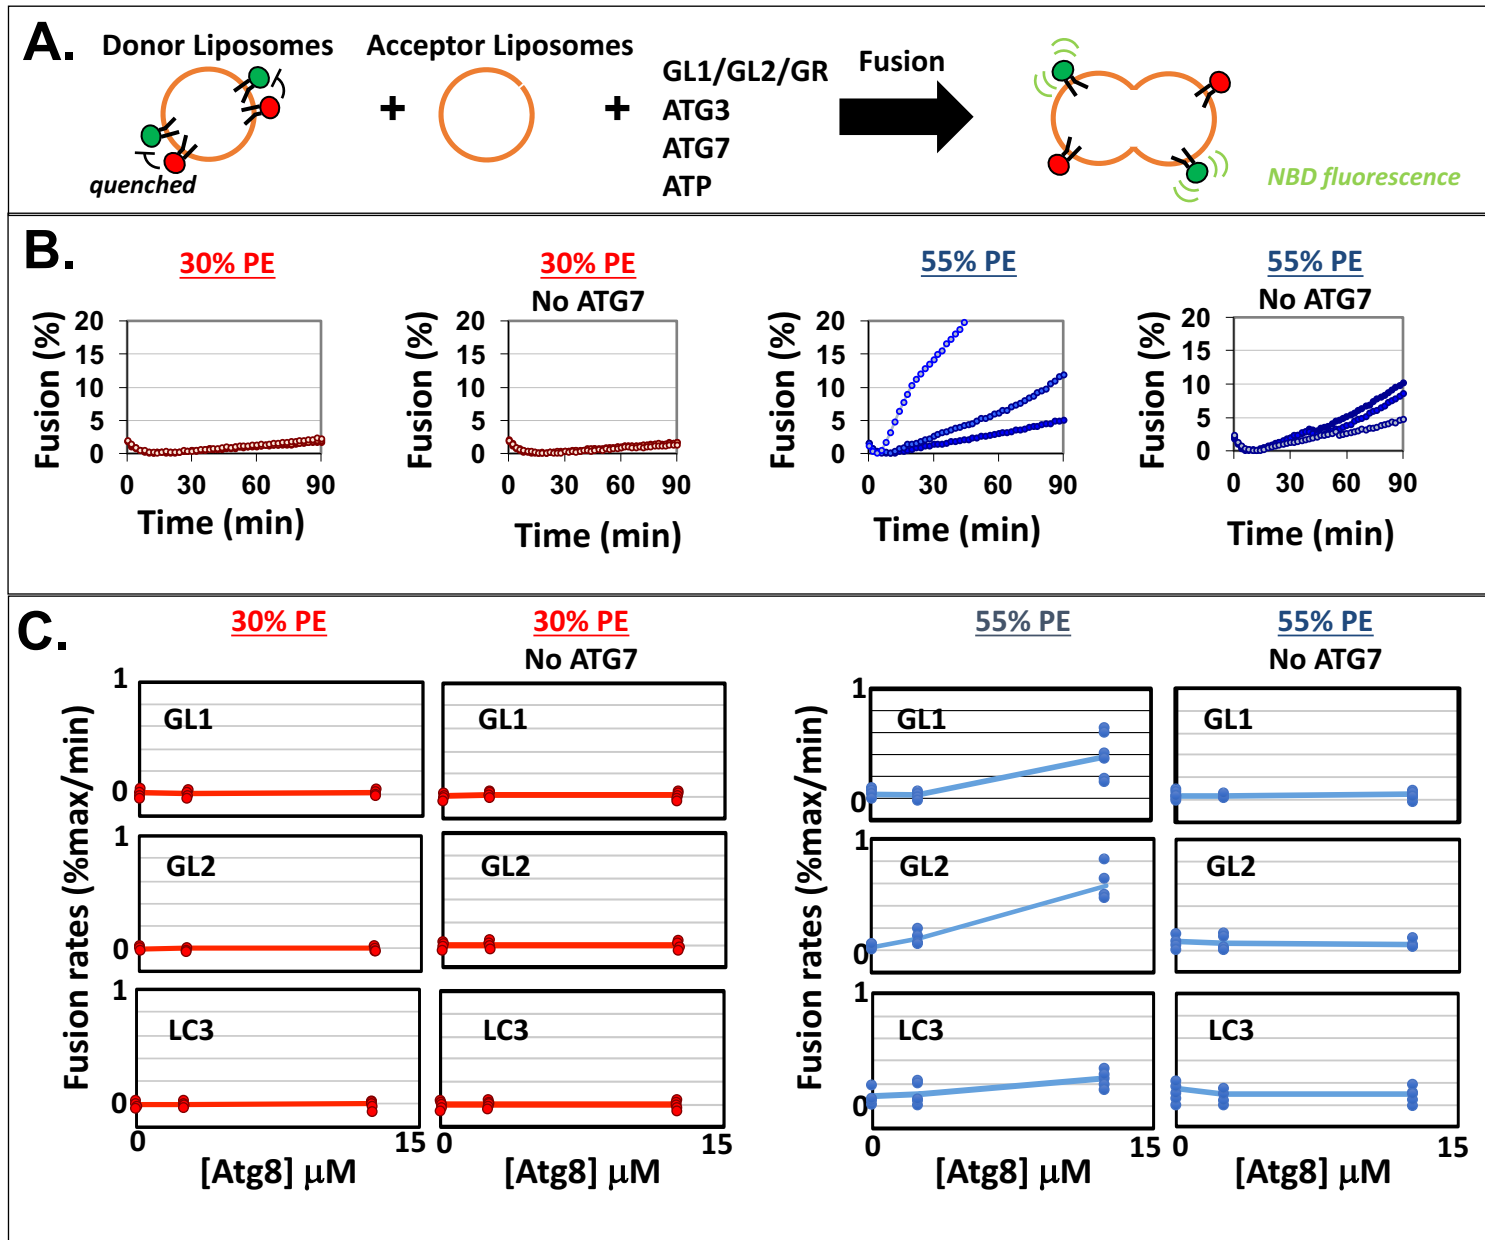 A.
Donor Liposomes
Acceptor Liposomes
+
+
GL1/GL2/GR
ATG3
ATG7
ATP
Fusion
quenched
NBD fluorescence
B.
30% PE
30% PE
No ATG7
55% PE
55% PE
No ATG7
Fusion (%)
20
15
10
5
0
0 30 60 90
Time (min)
Fusion (%)
20
15
10
5
0
0 30 60 90
Time (min)
Fusion (%)
20
15
10
5
0
0 30 60 90
Time (min)
Fusion (%)
20
15
10
5
0
0 30 60 90
Time (min)
C.
30% PE
30% PE
No ATG7
55% PE
55% PE
No ATG7
Fusion rates (%max/min)
1
GL1
0
GL1
1
GL2
0
GL2
1
LC3
0
LC3
0 15
0 15
[Atg8] μM
[Atg8] μM
Fusion rates (%max/min)
1
GL1
0
GL1
1
GL2
0
GL2
1
LC3
0
LC3
0 15
0 15
[Atg8] μM
[Atg8] μM